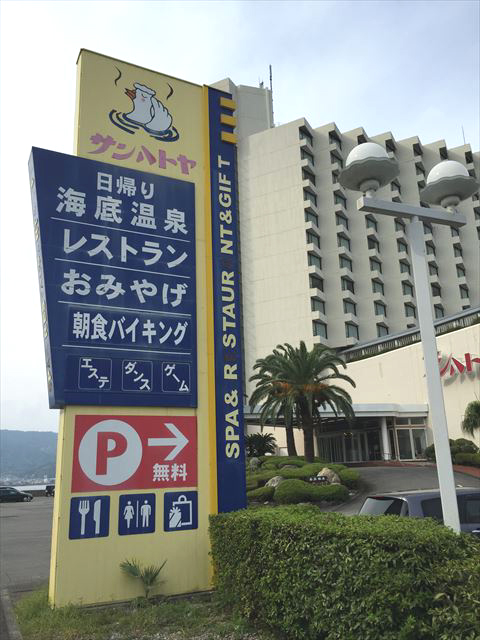 サンハトヤ
日帰り
海底温泉
レストラン
おみやげ
朝食バイキング
エステ
ダンス
ゲーム
P
無料
SPA& R STAUR NT&GIFT
ハト